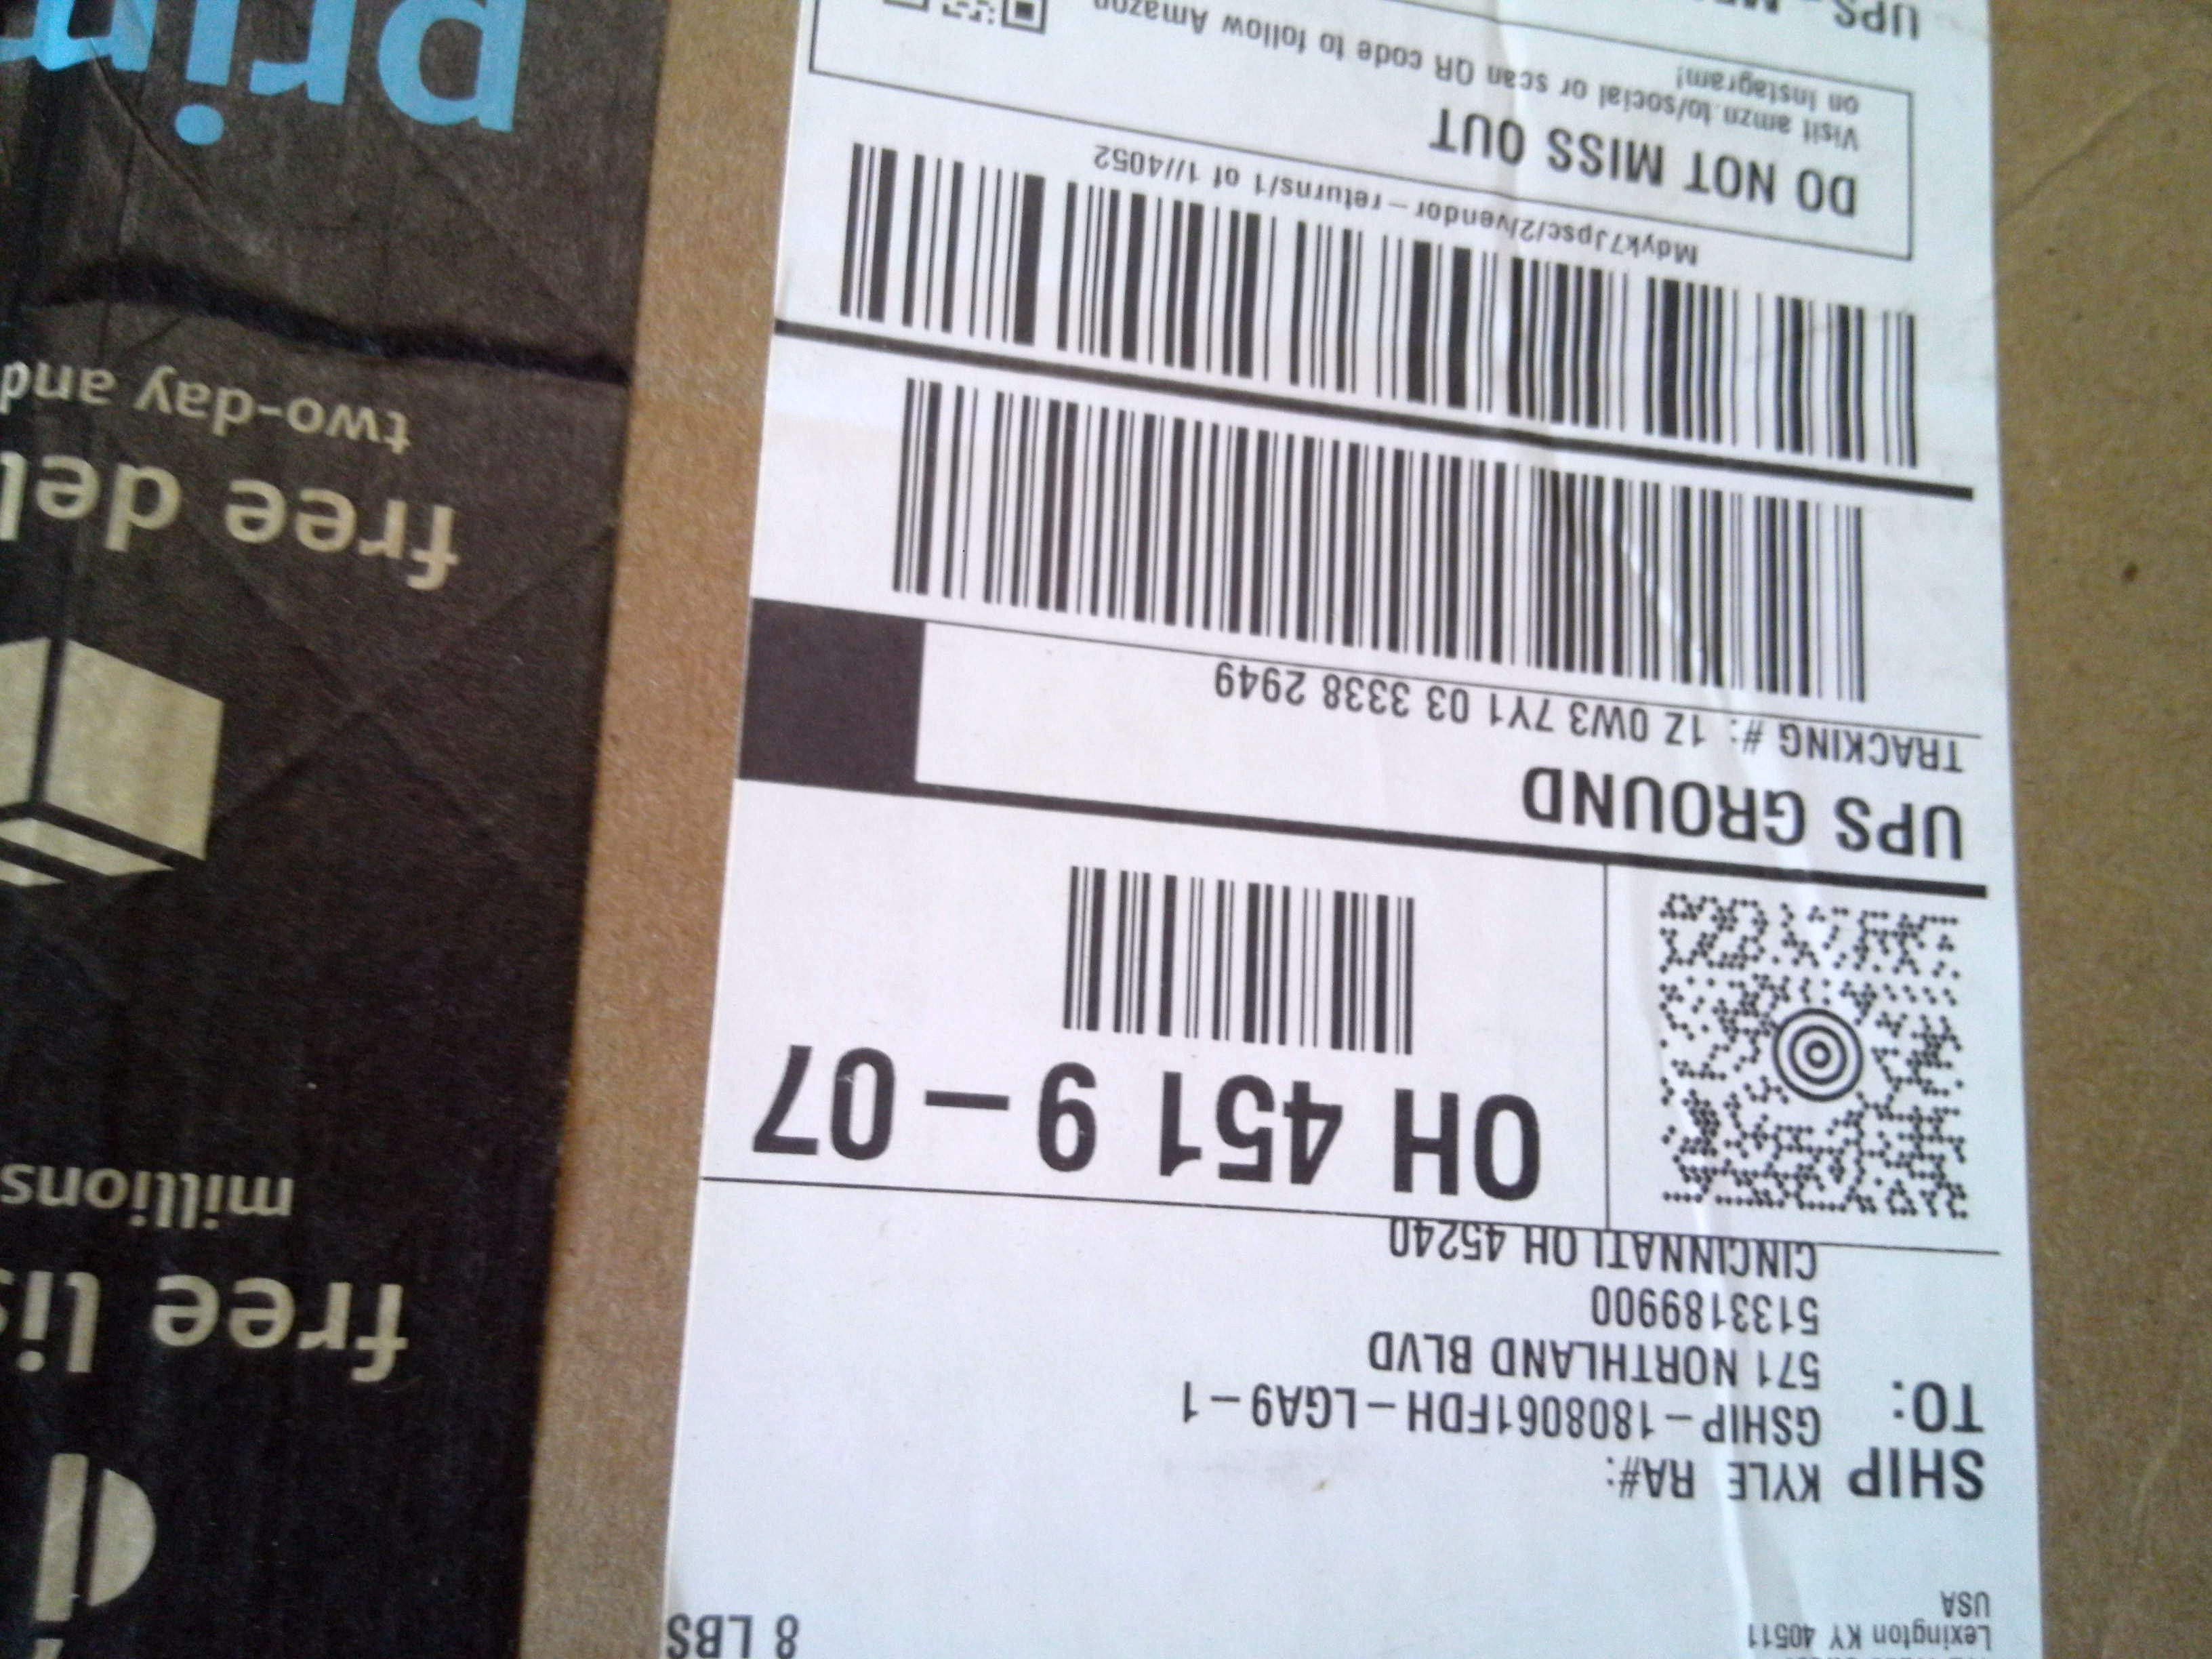 8 LBS
Lexington KY 40511
USA
SHIP
TO:
KYLE RA#:
GSHIP-1808061FDH-LGA9-1
571 NORTHLAND BLVD
5133189900
CINCINNATI OH 45240
OH 451 9-07
UPS GROUND
TRACKING #: 1Z 0W3 7Y1 03 3338 2949
Mdyk7Jpsc/2/vendor-returns/1 of 1//4052
DO NOT MISS OUT
Visit amzn.to/social or scan QR code to follow Amazon
on Instagram!
UPS -
free lis
millions
free del
two-day and
prim